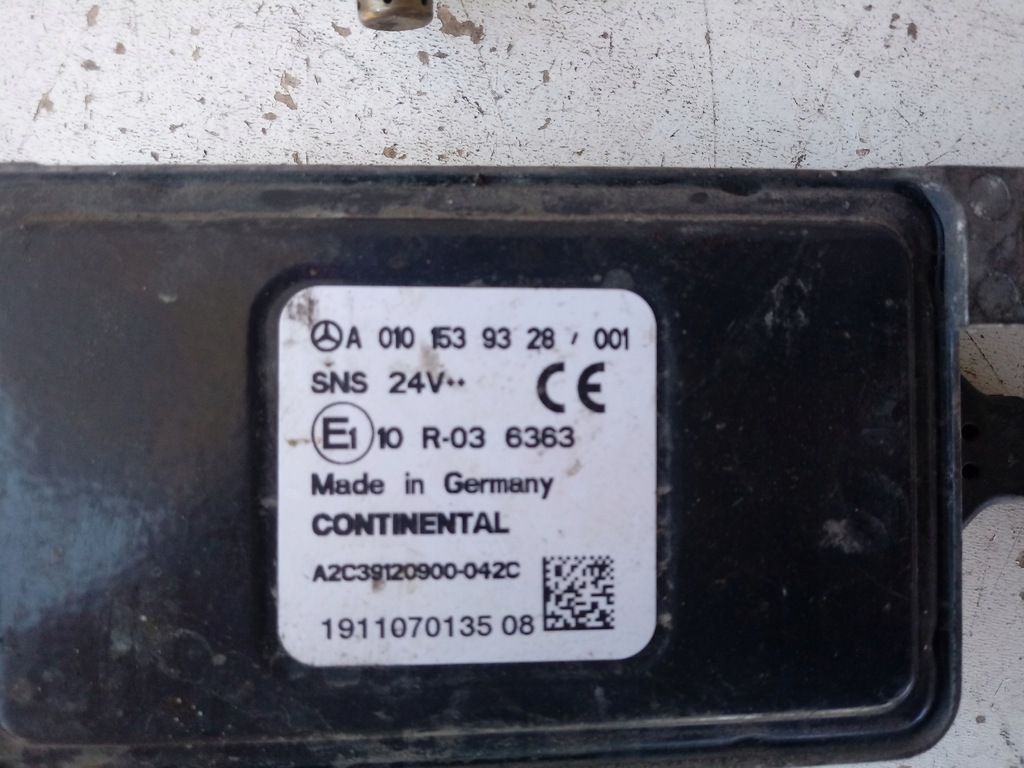 A 010 153 93 28 / 001
SNS 24V
CE
E1 10 R-03 6363
Made in Germany
CONTINENTAL
A2C39120900-042C
1911070135 08